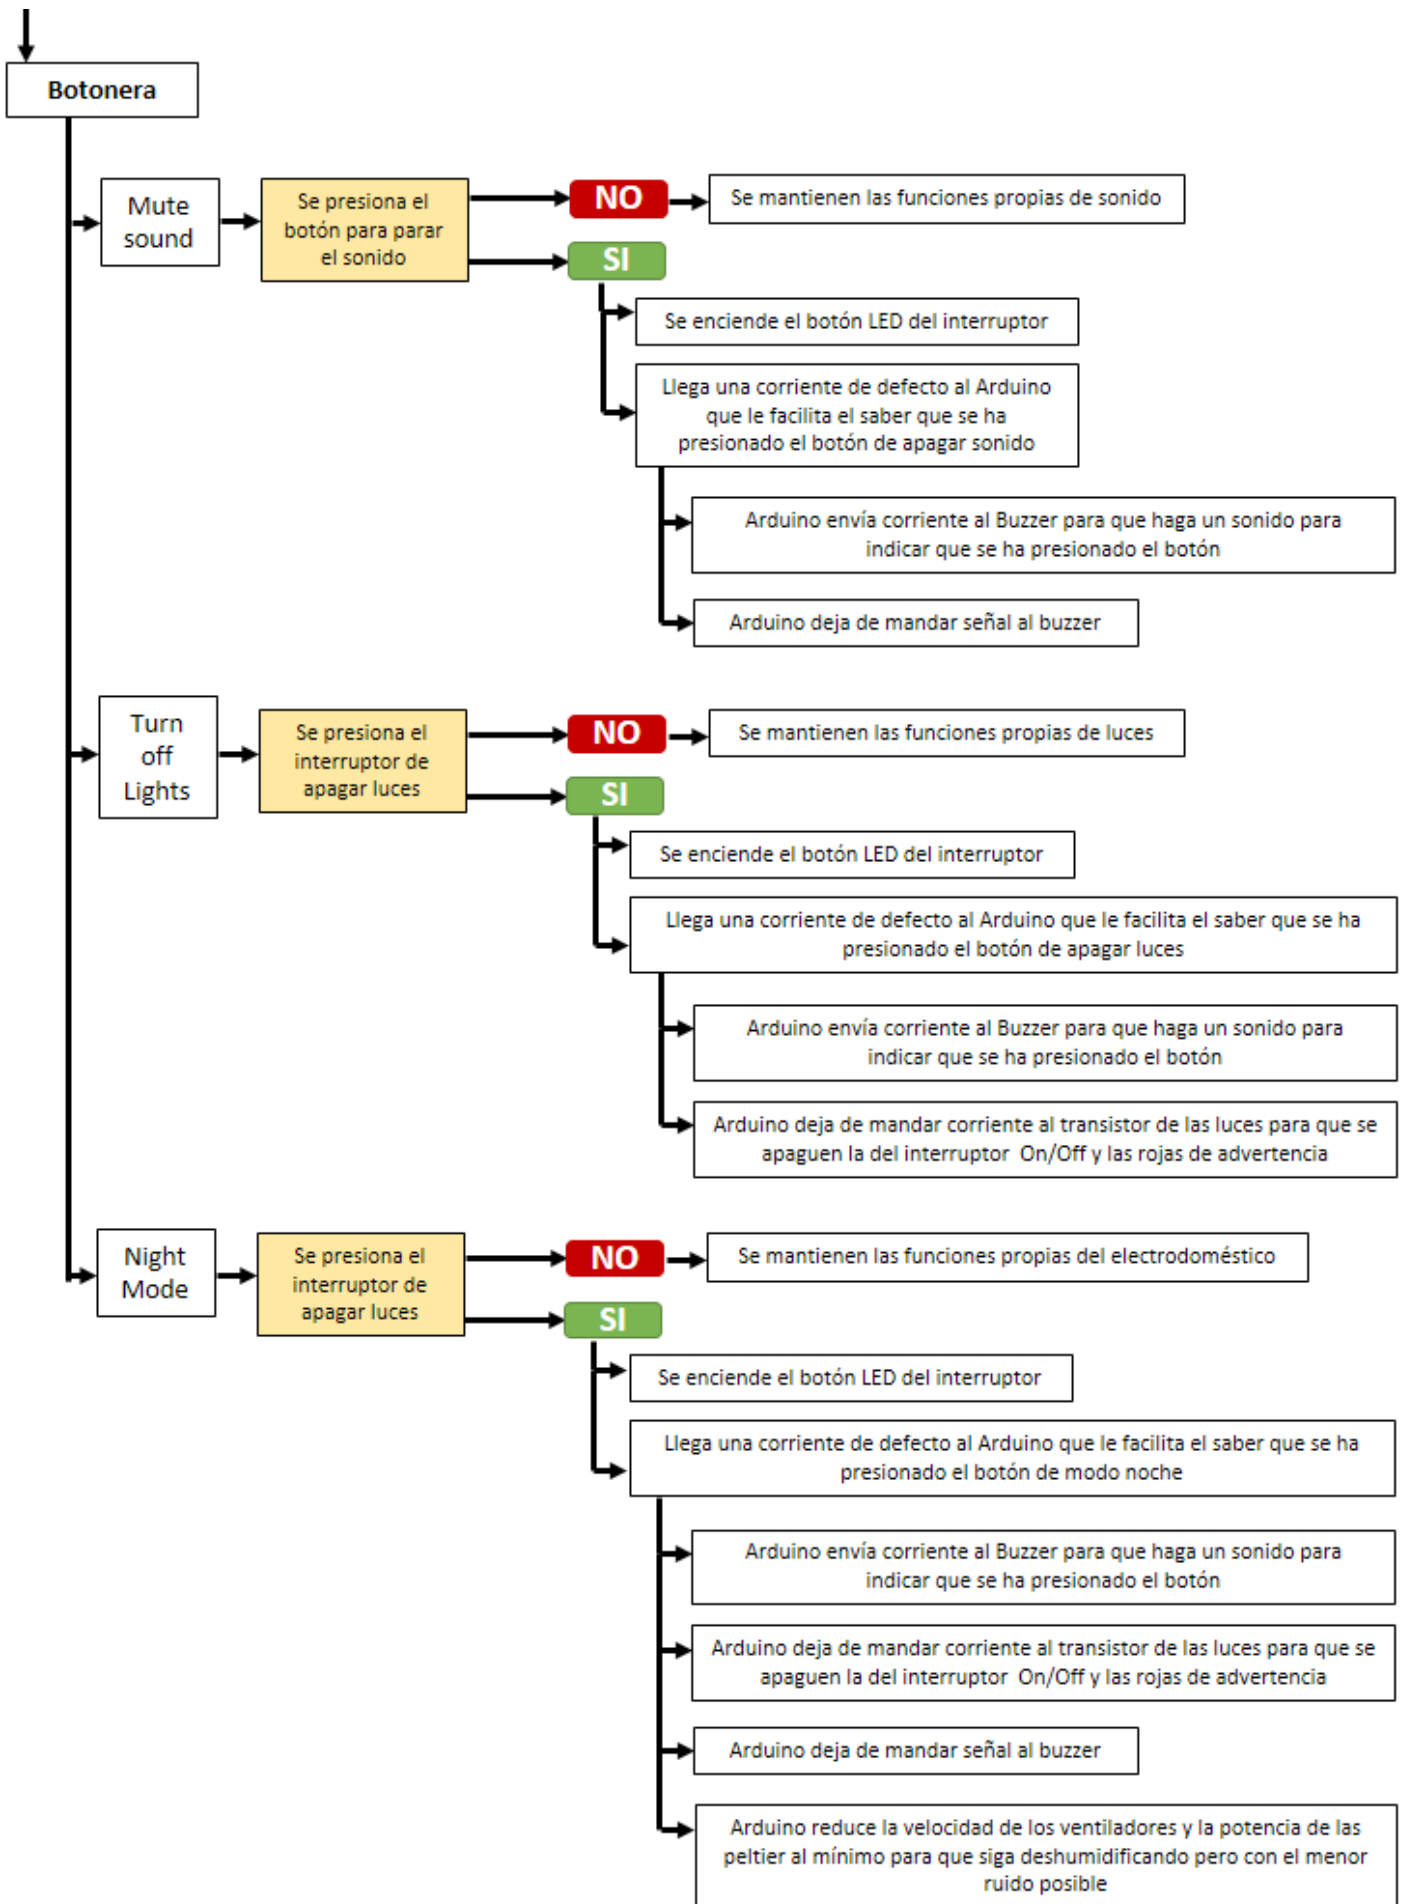 Botonera
Mute
sound
Se presiona el
botón para parar
el sonido
NO
Se mantienen las funciones propias de sonido
SI
Se enciende el botón LED del interruptor
Llega una corriente de defecto al Arduino
que le facilita el saber que se ha
presionado el botón de apagar sonido
Arduino envía corriente al Buzzer para que haga un sonido para
indicar que se ha presionado el botón
Arduino deja de mandar señal al buzzer
Turn
off
Lights
Se presiona el
interruptor de
apagar luces
NO
Se mantienen las funciones propias de luces
SI
Se enciende el botón LED del interruptor
Llega una corriente de defecto al Arduino que le facilita el saber que se ha
presionado el botón de apagar luces
Arduino envía corriente al Buzzer para que haga un sonido para
indicar que se ha presionado el botón
Arduino deja de mandar corriente al transistor de las luces para que se
apaguen la del interruptor On/Off y las rojas de advertencia
Night
Mode
Se presiona el
interruptor de
apagar luces
NO
Se mantienen las funciones propias del electrodoméstico
SI
Se enciende el botón LED del interruptor
Llega una corriente de defecto al Arduino que le facilita el saber que se ha
presionado el botón de modo noche
Arduino envía corriente al Buzzer para que haga un sonido para
indicar que se ha presionado el botón
Arduino deja de mandar corriente al transistor de las luces para que se
apaguen la del interruptor On/Off y las rojas de advertencia
Arduino deja de mandar señal al buzzer
Arduino reduce la velocidad de los ventiladores y la potencia de las
peltier al mínimo para que siga deshumidificando pero con el menor
ruido posible